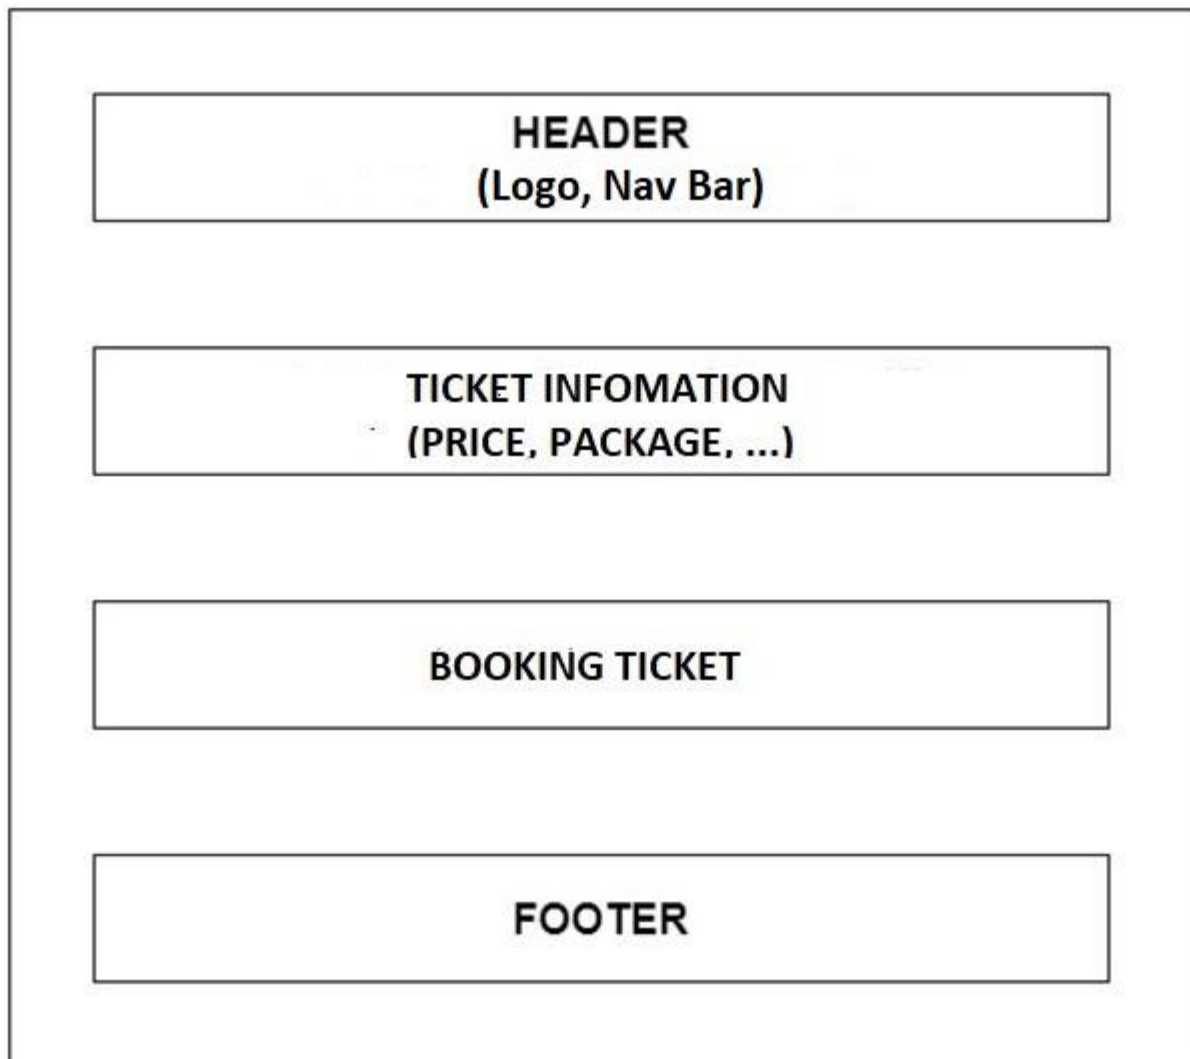 HEADER
(Logo, Nav Bar)
TICKET INFOMATION
(PRICE, PACKAGE, ...)
BOOKING TICKET
FOOTER